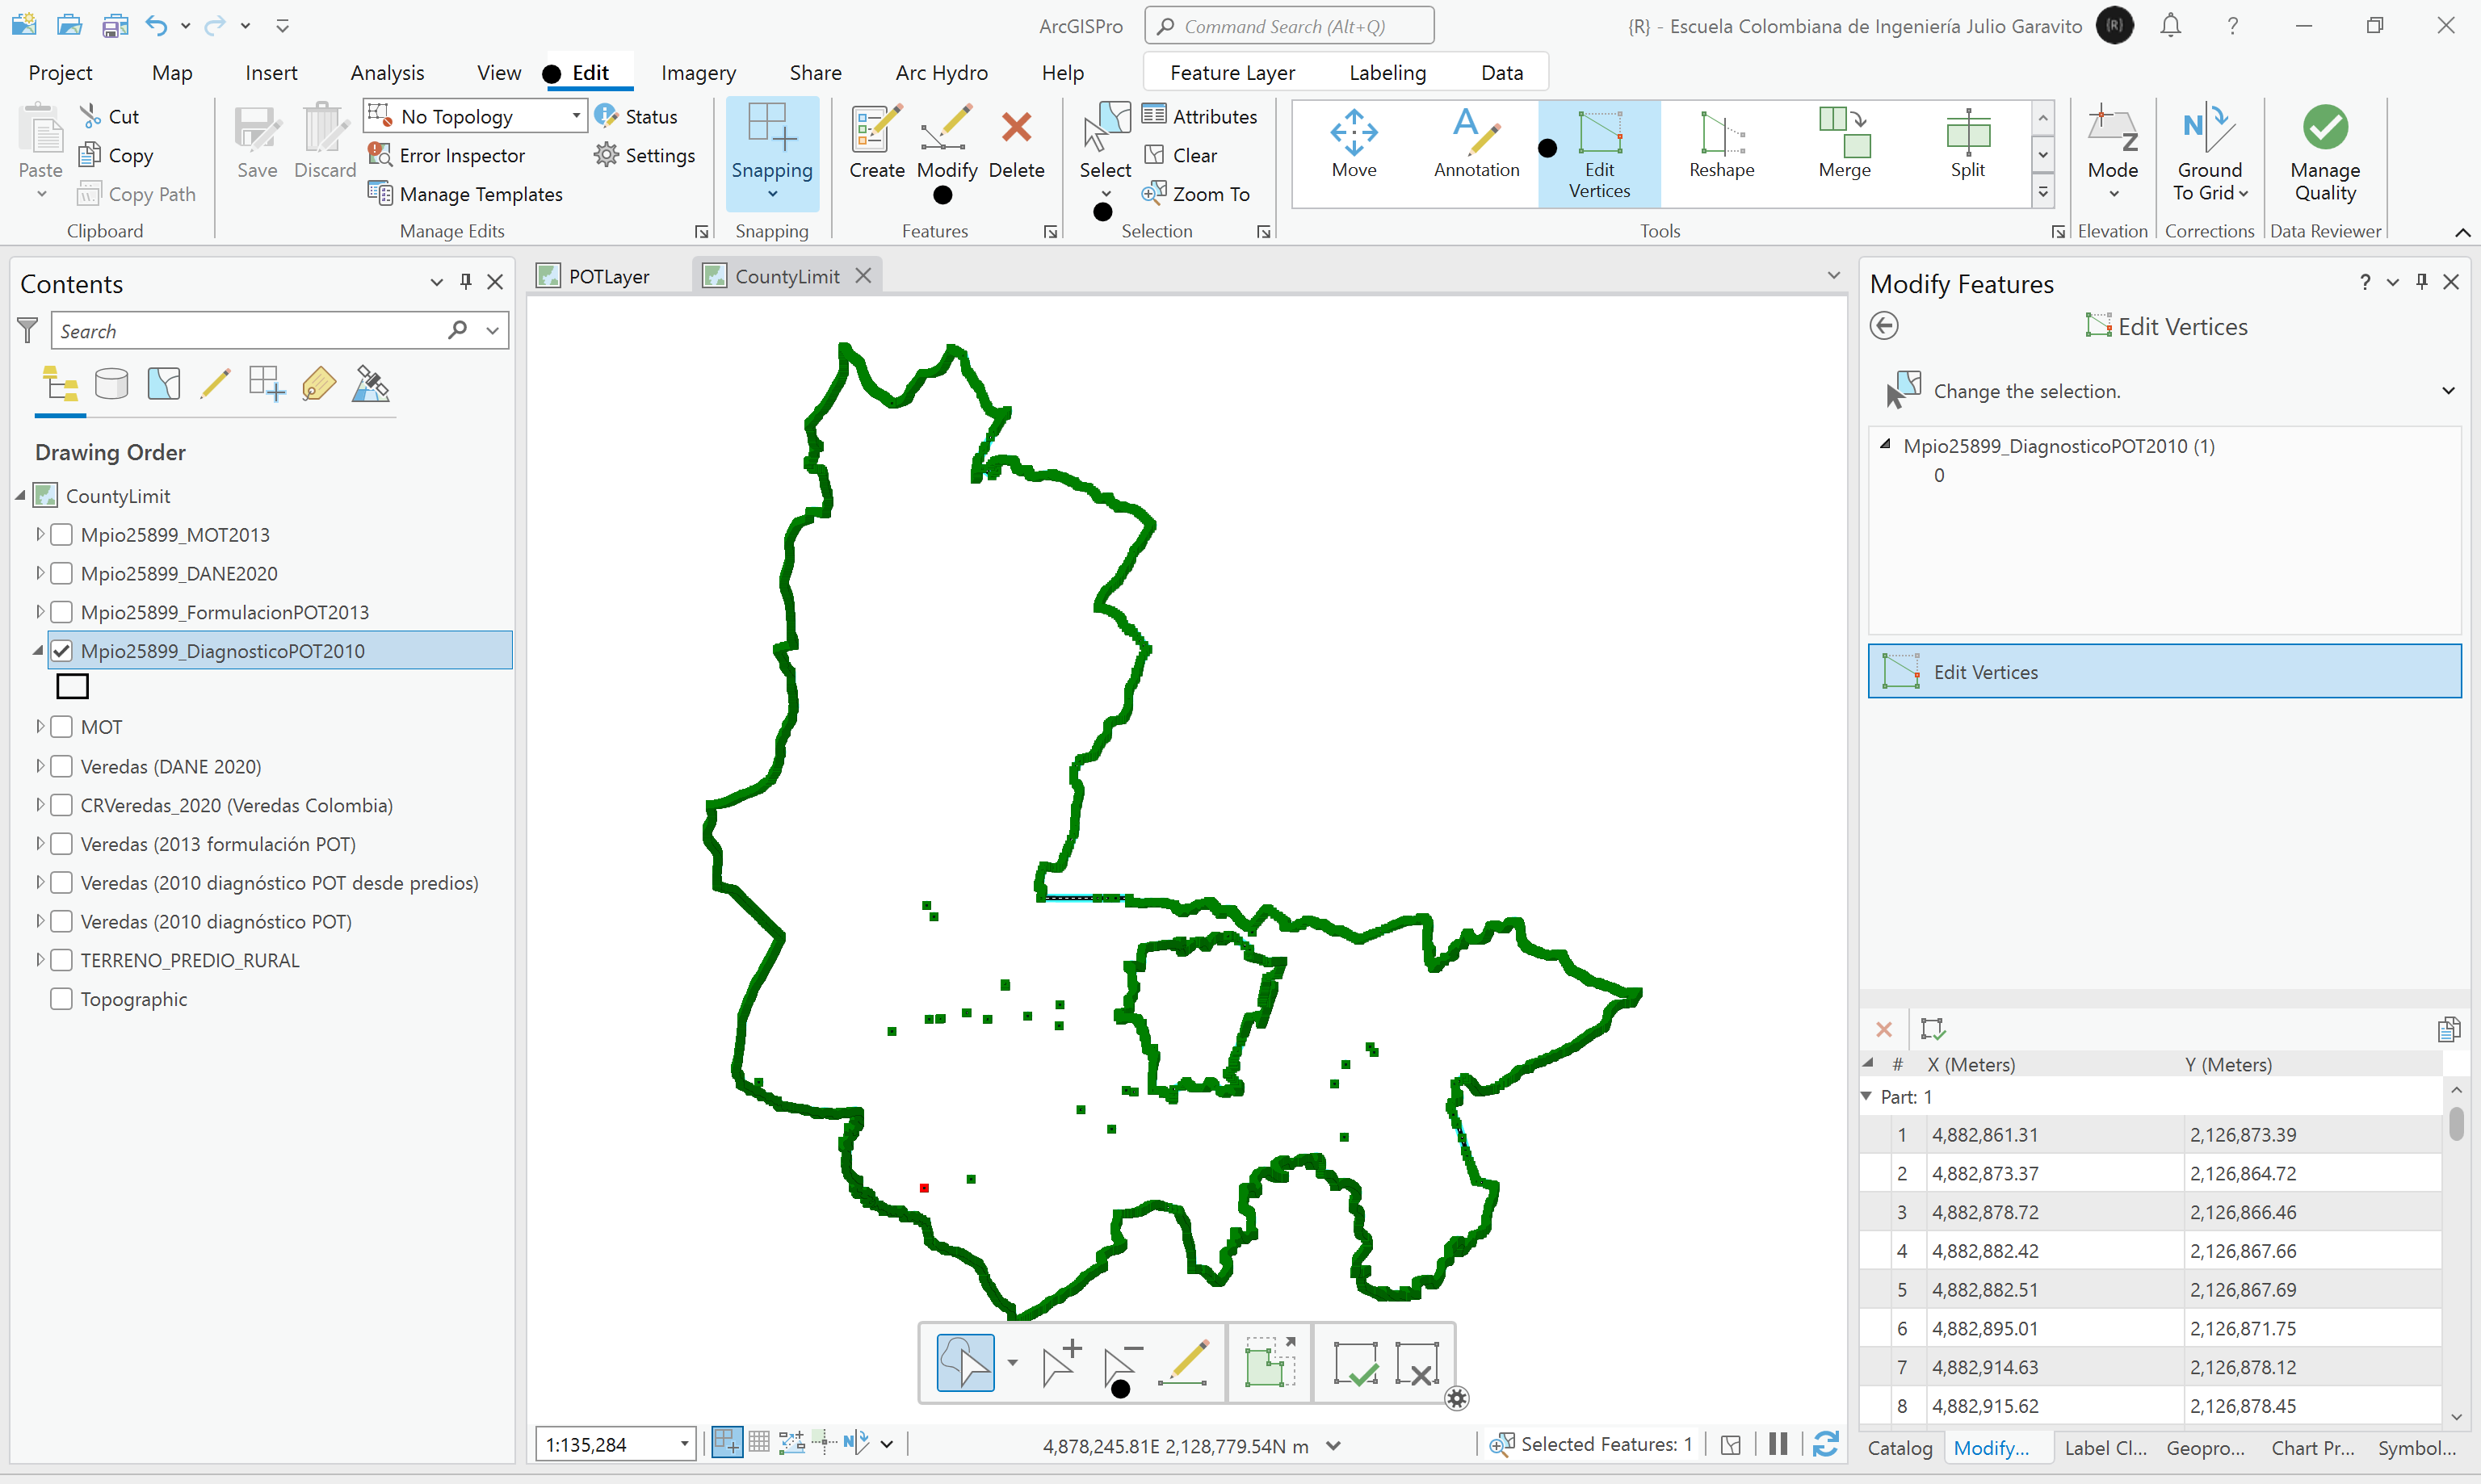 ArcGISPro
Command Search (Alt+Q)
{R} - Escuela Colombiana de Ingeniería Julio Garavito
{R}
?
Project
Map
Insert
Analysis
View
Edit
Imagery
Share
Arc Hydro
Help
Feature Layer
Labeling
Data
Paste
Cut
Copy
Copy Path
Clipboard
Save
Discard
No Topology
Error Inspector
Manage Templates
Status
Settings
Manage Edits
Snapping
Snapping
Create
Modify
Delete
Features
Select
Attributes
Clear
Zoom To
Selection
Move
Annotation
Edit
Vertices
Reshape
Merge
Split
Tools
Mode
Elevation
Ground
To Grid
Corrections
Manage
Quality
Data Reviewer
Contents
Search
Drawing Order
CountyLimit
Mpio25899_MOT2013
Mpio25899_DANE2020
Mpio25899_FormulacionPOT2013
Mpio25899_DiagnosticoPOT2010
MOT
Veredas (DANE 2020)
CRVeredas_2020 (Veredas Colombia)
Veredas (2013 formulación POT)
Veredas (2010 diagnóstico POT desde predios)
Veredas (2010 diagnóstico POT)
TERRENO_PREDIO_RURAL
Topographic
POTLayer
CountyLimit
1:135,284
4,878,245.81E 2,128,779.54N m
Selected Features: 1
Modify Features
?
Edit Vertices
Change the selection.
Mpio25899_DiagnosticoPOT2010 (1)
0
Edit Vertices
# X (Meters) Y (Meters)
Part: 1
1 4,882,861.31 2,126,873.39
2 4,882,873.37 2,126,864.72
3 4,882,878.72 2,126,866.46
4 4,882,882.42 2,126,867.66
5 4,882,882.51 2,126,867.69
6 4,882,895.01 2,126,871.75
7 4,882,914.63 2,126,878.12
8 4,882,915.62 2,126,878.45
Catalog
Modify...
Label Cl...
Geopro...
Chart Pr...
Symbol...